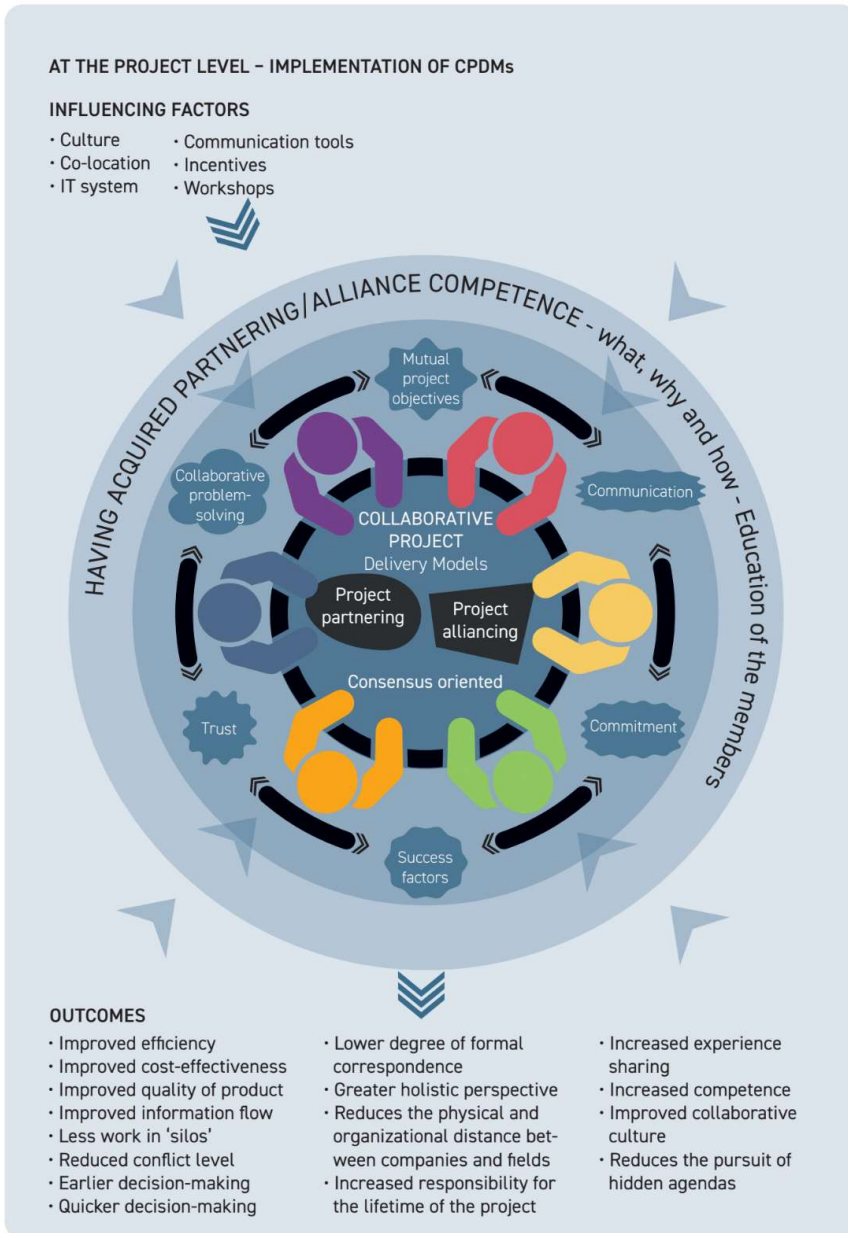 AT THE PROJECT LEVEL – IMPLEMENTATION OF CPDMs
INFLUENCING FACTORS
· Culture
· Co-location
· IT system
· Communication tools
· Incentives
· Workshops
HAVING ACQUIRED PARTNERING/ALLIANCE COMPETENCE - what, why and how - Education of the members
Mutual
project
objectives
Collaborative
problem-
solving
Communication
COLLABORATIVE
PROJECT
Delivery Models
Project
partnering
Project
alliancing
Consensus oriented
Trust
Commitment
Success
factors
OUTCOMES
· Improved efficiency
· Improved cost-effectiveness
· Improved quality of product
· Improved information flow
· Less work in ‘silos’
· Reduced conflict level
· Earlier decision-making
· Quicker decision-making
· Lower degree of formal
correspondence
· Greater holistic perspective
· Reduces the physical and
organizational distance bet-
ween companies and fields
· Increased responsibility for
the lifetime of the project
· Increased experience
sharing
· Increased competence
· Improved collaborative
culture
· Reduces the pursuit of
hidden agendas